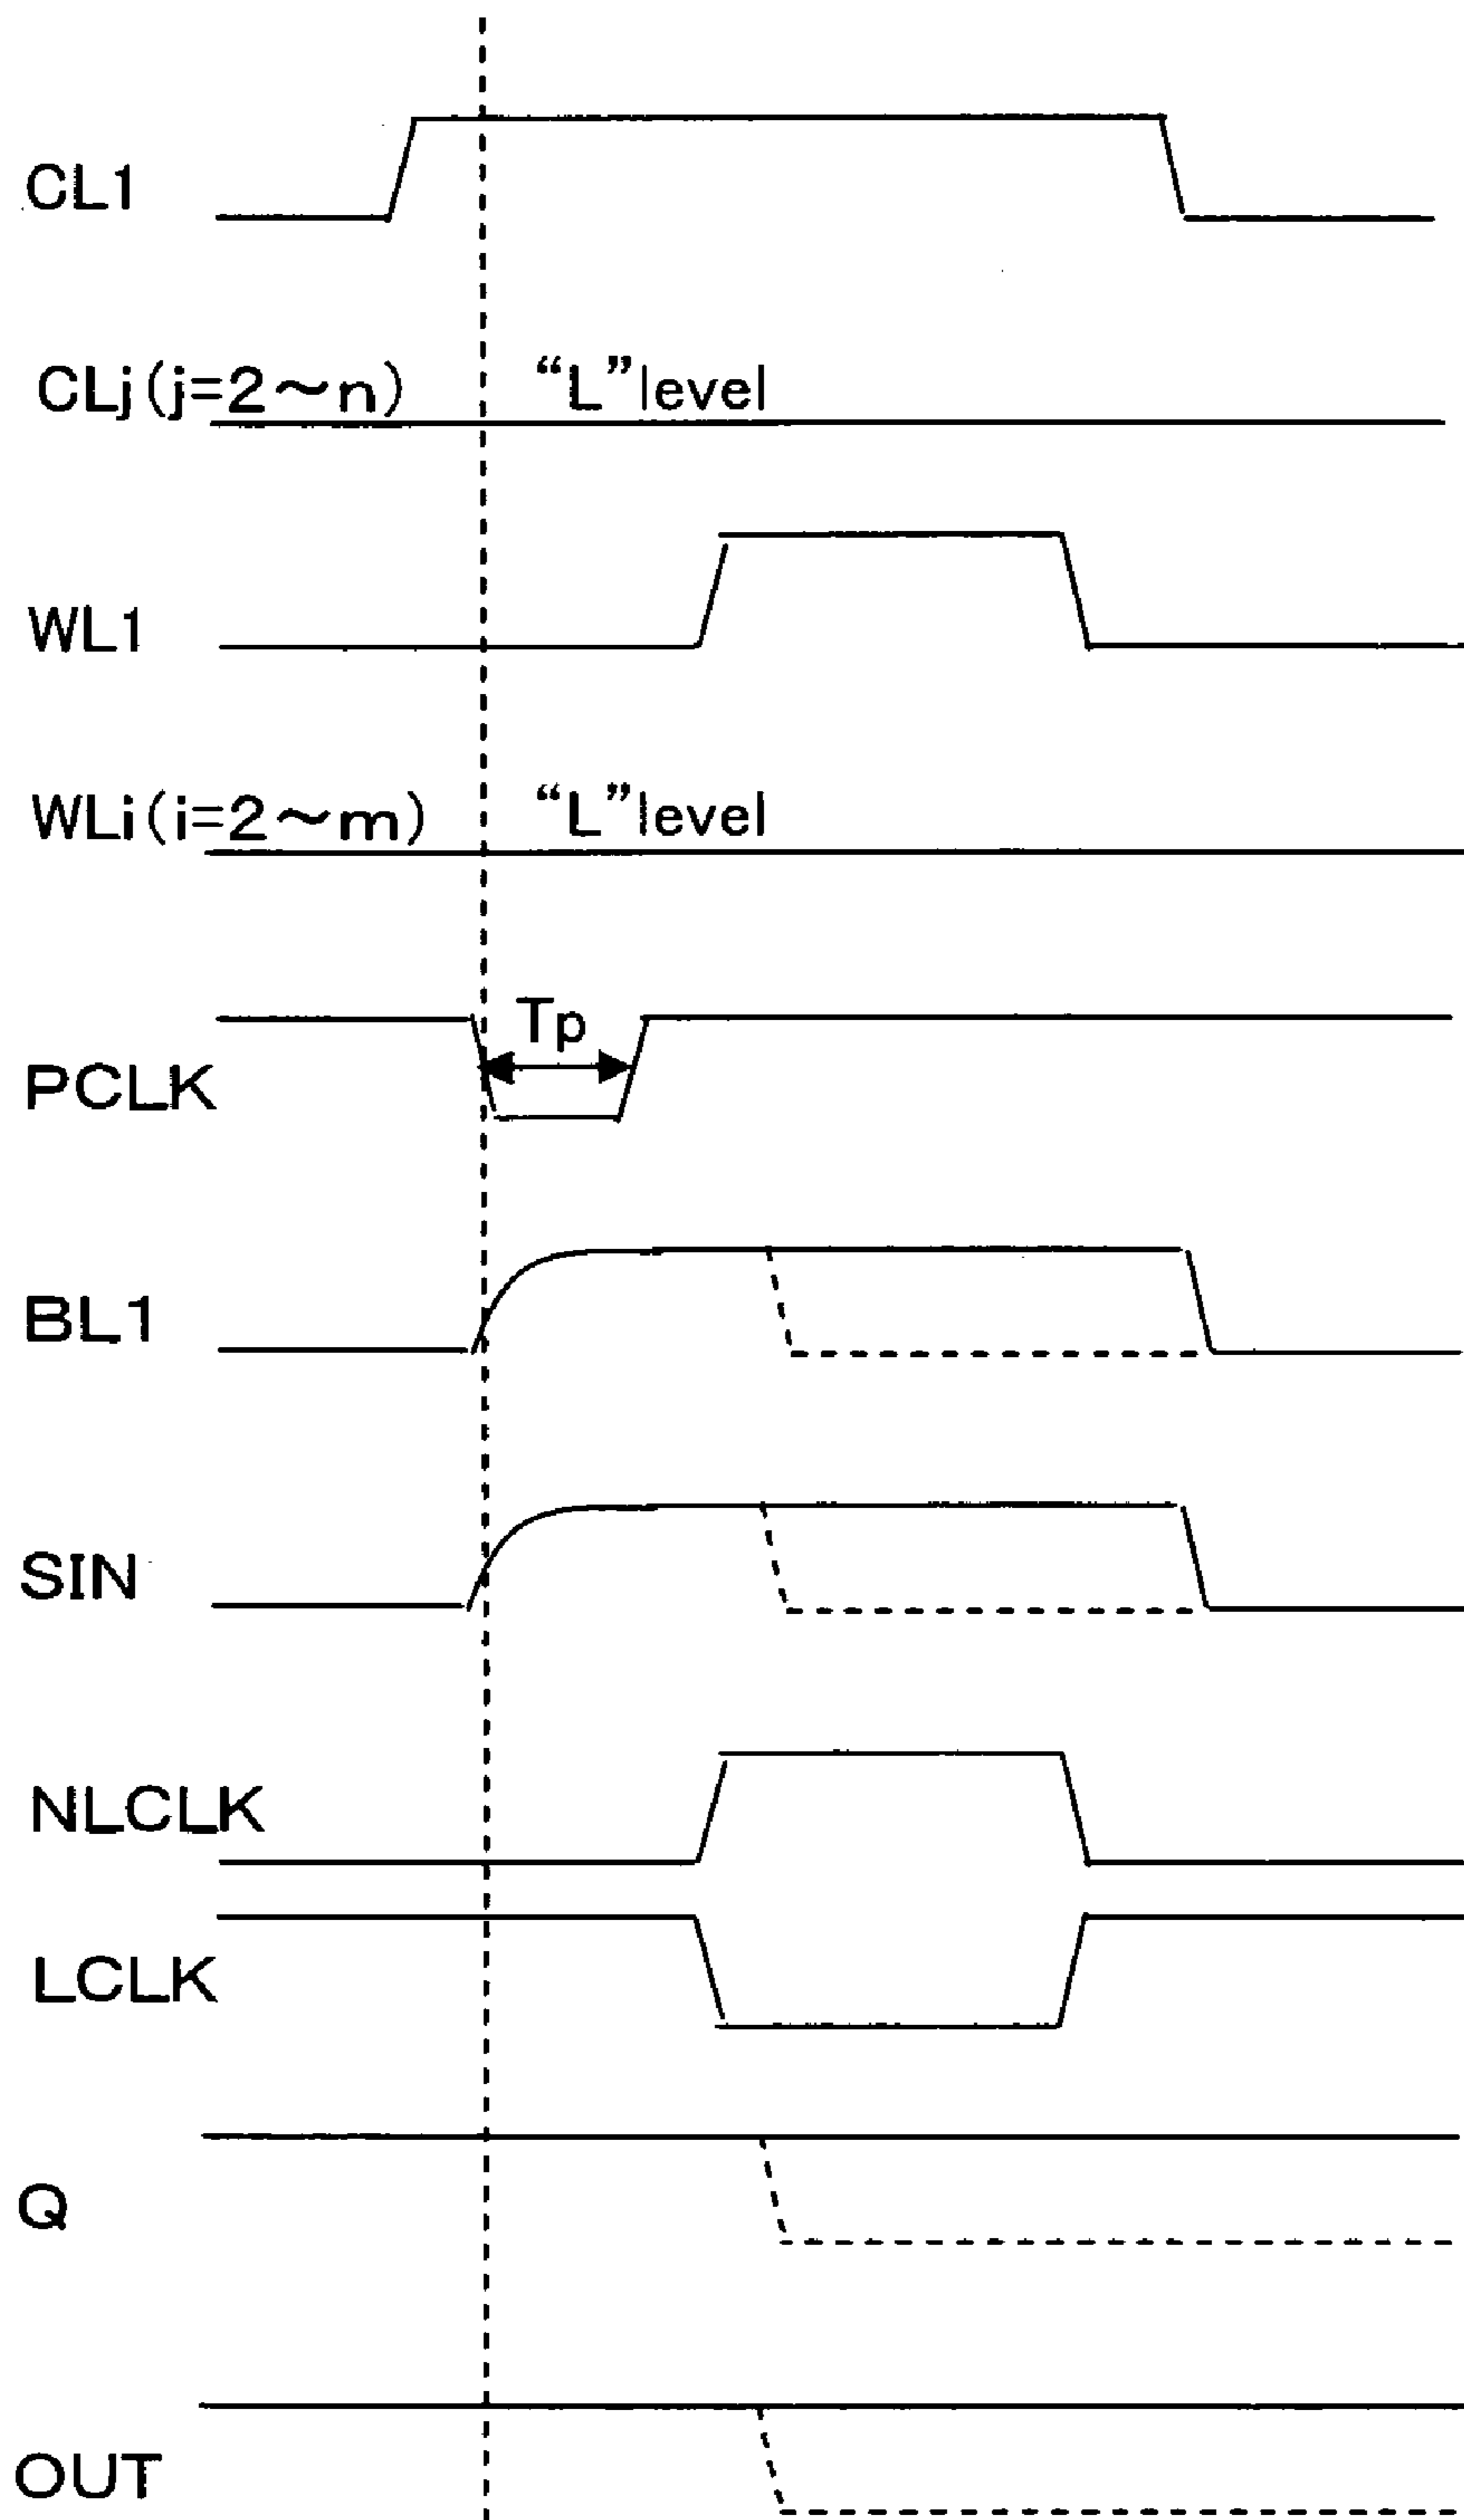 CL1
CLj(j=2～n) “L”level
WL1
WLi(i=2～m) “L”level
Tp
PCLK
BL1
SIN
NLCLK
LCLK
Q
OUT